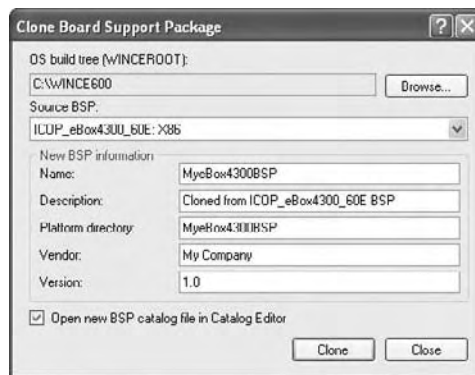 Clone Board Support Package
OS build tree (WINCEROOT):
C:\WINCE600
Browse...
Source BSP:
ICOP_eBox4300_60E: X86
New BSP information
Name:
MyeBox4300BSP
Description:
Cloned from ICOP_eBox4300_60E BSP
Platform directory:
MyeBox4300BSP
Vendor:
My Company
Version:
1.0
Open new BSP catalog file in Catalog Editor
Clone
Close